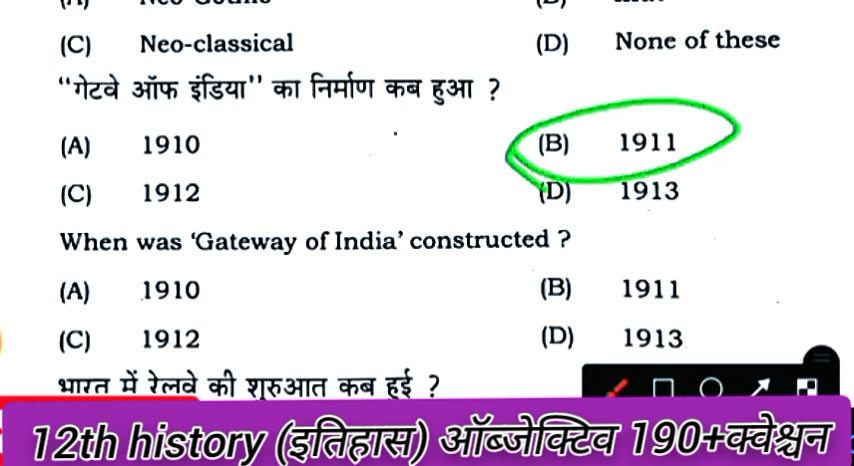 (C) Neo-classical (D) None of these
“गेटवे ऑफ इंडिया” का निर्माण कब हुआ ?
(A) 1910 (B) 1911
(C) 1912 (D) 1913
When was ‘Gateway of India’ constructed ?
(A) 1910 (B) 1911
(C) 1912 (D) 1913
भारत में रेलवे की शुरुआत कब हुई ?
12th history (इतिहास) ऑब्जेक्टिव 190+क्वेश्चन